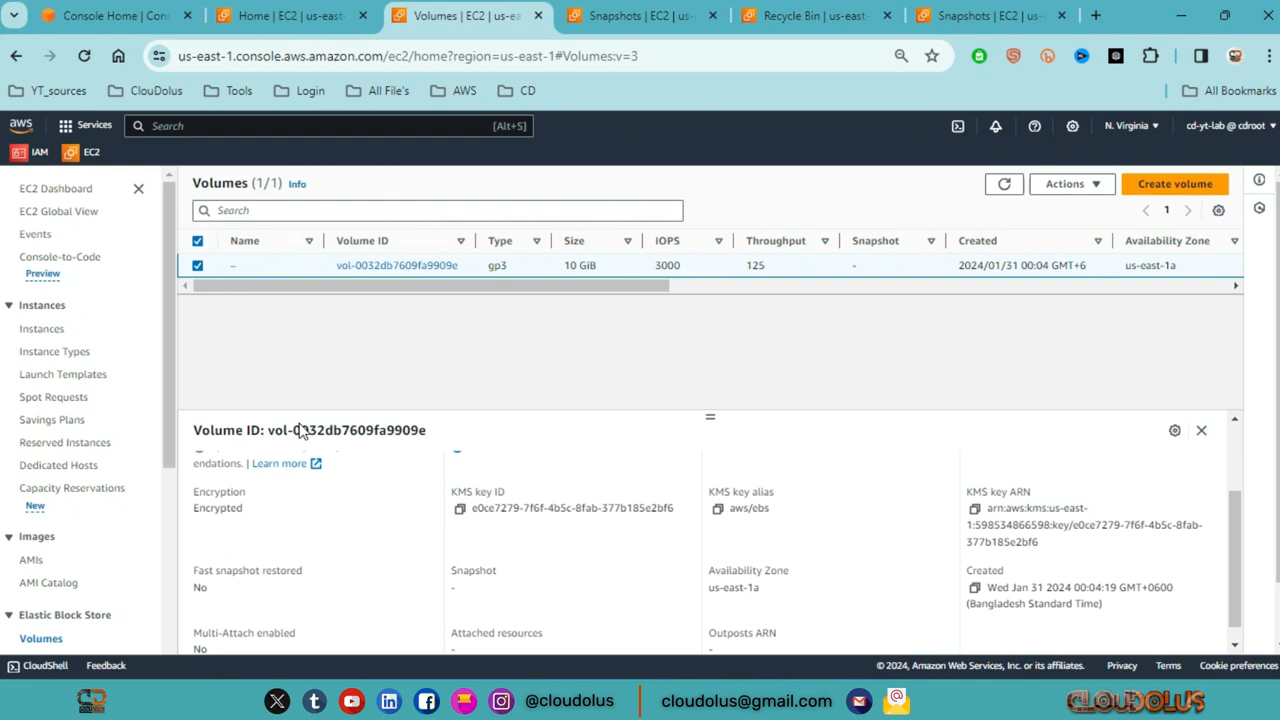 Console Home | Cons
Home | EC2 | us-east-
Volumes | EC2 | us-ea
Snapshots | EC2 | us-
Recycle Bin | us-east-
Snapshots | EC2 | us-
us-east-1.console.aws.amazon.com/ec2/home?region=us-east-1#Volumes:v=3
YT_sources
CloudDolus
Tools
Login
All File's
AWS
CD
All Bookmarks
aws
Services
Search
[Alt+S]
N. Virginia
cd-yt-lab @ cdroot
IAM
EC2
EC2 Dashboard
EC2 Global View
Events
Console-to-Code
Preview
Instances
Instances
Instance Types
Launch Templates
Spot Requests
Savings Plans
Reserved Instances
Dedicated Hosts
Capacity Reservations
New
Images
AMIs
AMI Catalog
Elastic Block Store
Volumes
Volumes (1/1) Info
Actions
Create volume
Search
1
Name Volume ID Type Size IOPS Throughput Snapshot Created Availability Zone
– vol-0032db7609fa9909e gp3 10 GiB 3000 125 - 2024/01/31 00:04 GMT+6 us-east-1a
Volume ID: vol-0032db7609fa9909e
endations. | Learn more
Encryption
Encrypted
KMS key ID
e0ce7279-7f6f-4b5c-8fab-377b185e2bf6
KMS key alias
aws/ebs
KMS key ARN
arn:aws:kms:us-east-
1:598534866598:key/e0ce7279-7f6f-4b5c-8fab-
377b185e2bf6
Fast snapshot restored
No
Snapshot
-
Availability Zone
us-east-1a
Created
Wed Jan 31 2024 00:04:19 GMT+0600
(Bangladesh Standard Time)
Multi-Attach enabled
No
Attached resources
-
Outposts ARN
-
CloudShell
Feedback
© 2024, Amazon Web Services, Inc. or its affiliates.
Privacy
Terms
Cookie preferences
@cloudolus
cloudolus@gmail.com
CLOUDOLUS